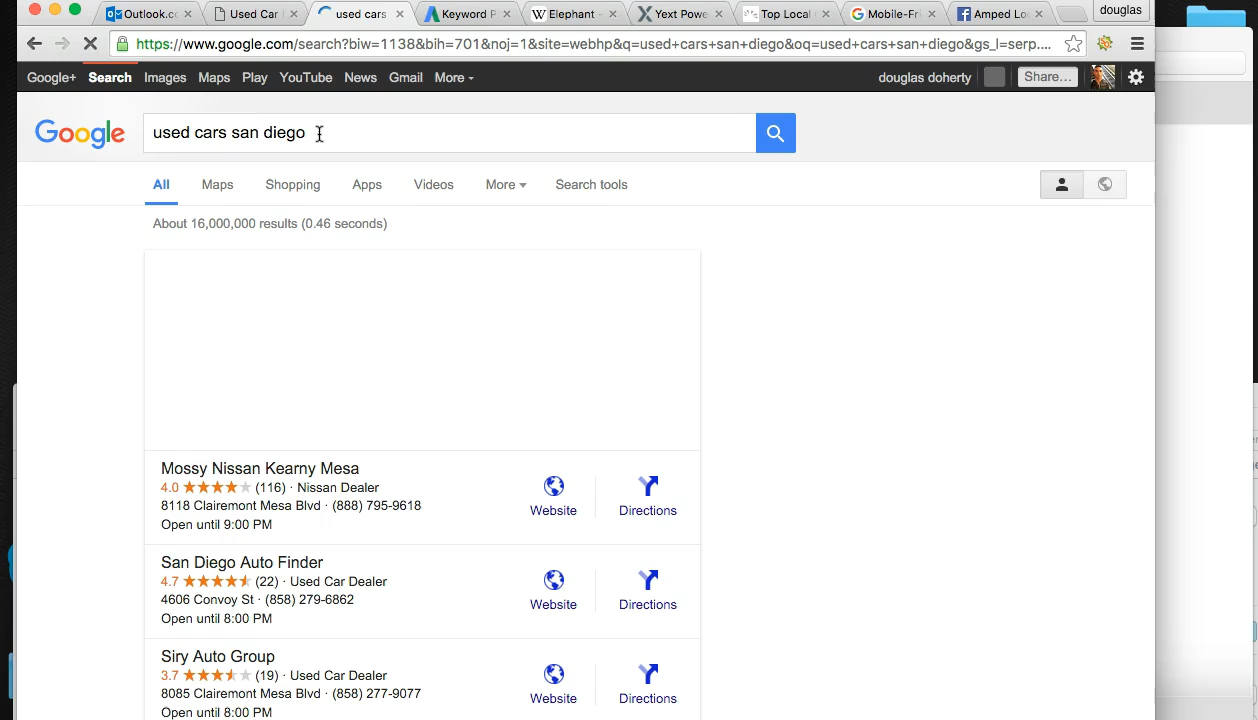 Outlook.co Used Car used cars Keyword P Elephant - Yext Powe Top Local Mobile-Fri Amped Lo douglas
https://www.google.com/search?biw=1138&bih=701&noj=1&site=webhp&q=used+cars+san+diego&oq=used+cars+san+diego&gs_l=serp....
Google+ Search Images Maps Play YouTube News Gmail More douglas doherty Share...
Google used cars san diego
All Maps Shopping Apps Videos More Search tools
About 16,000,000 results (0.46 seconds)
Mossy Nissan Kearny Mesa
4.0 (116) · Nissan Dealer
8118 Clairemont Mesa Blvd · (888) 795-9618
Open until 9:00 PM
Website Directions
San Diego Auto Finder
4.7 (22) · Used Car Dealer
4606 Convoy St · (858) 279-6862
Open until 8:00 PM
Website Directions
Siry Auto Group
3.7 (19) · Used Car Dealer
8085 Clairemont Mesa Blvd · (858) 277-9077
Open until 8:00 PM
Website Directions